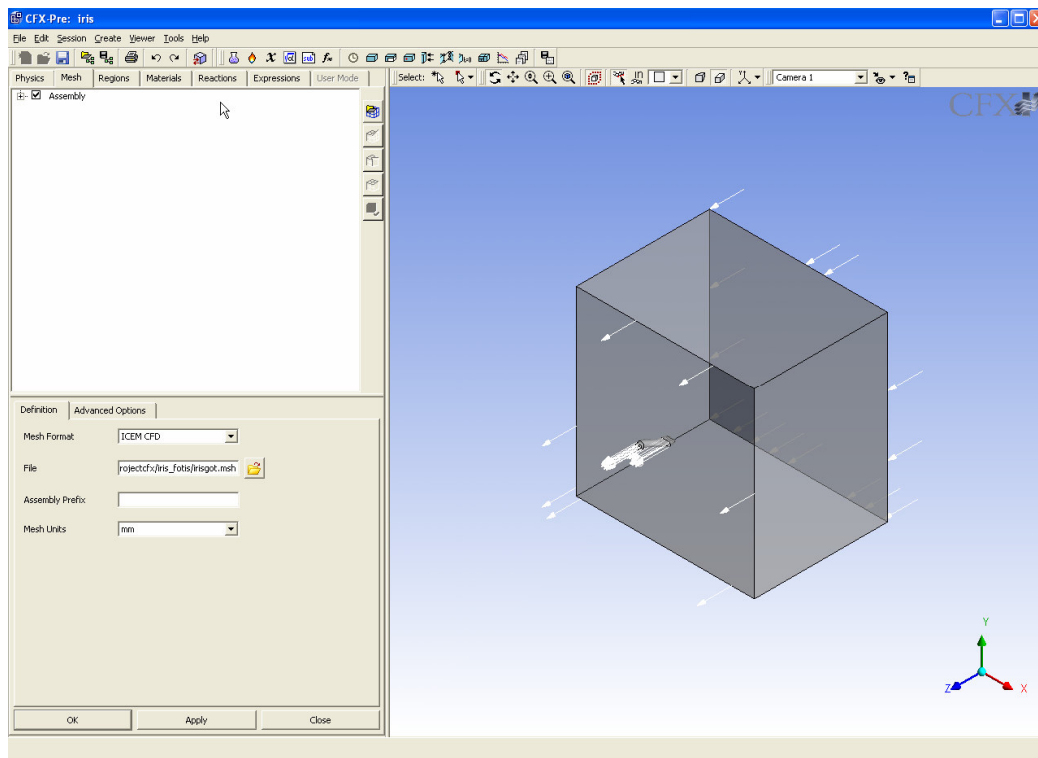 CFX-Pre: iris
File Edit Session Create Viewer Tools Help
Physics Mesh Regions Materials Reactions Expressions User Mode
Select: Camera 1
Assembly
CFX
Definition Advanced Options
Mesh Format ICEM CFD
File rojectcfx/iris_fotis/irisgot.msh
Assembly Prefix
Mesh Units mm
Y
Z X
OK Apply Close